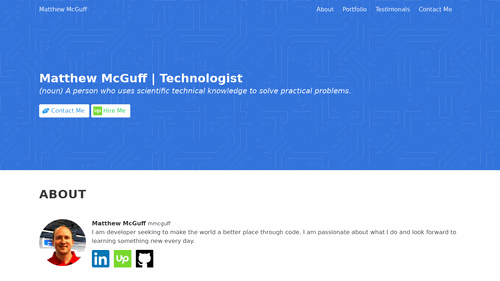 Matthew McGuff
About Portfolio Testimonals Contact Me
Matthew McGuff | Technologist
(noun) A person who uses scientific technical knowledge to solve practical problems.
Contact Me
up Hire Me
ABOUT
Matthew McGuff mmcguff
I am developer seeking to make the world a better place through code. I am passionate about what I do and look forward to
learning something new every day.
in up